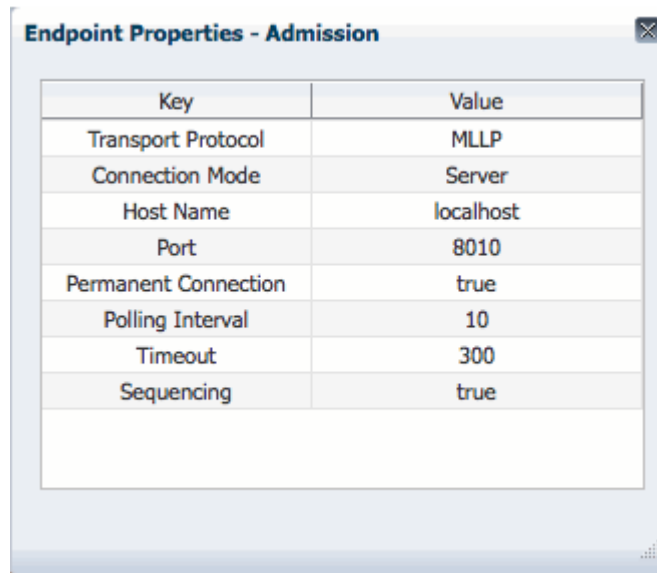 Endpoint Properties - Admission
Key Value
Transport Protocol MLLP
Connection Mode Server
Host Name localhost
Port 8010
Permanent Connection true
Polling Interval 10
Timeout 300
Sequencing true